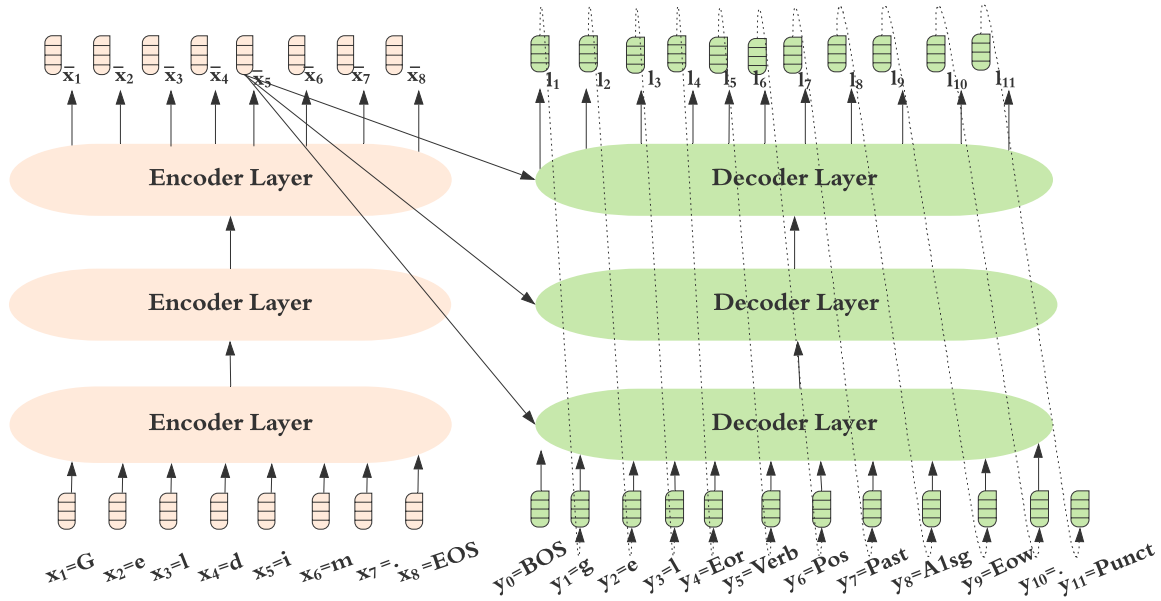 x̄1 x̄2 x̄3 x̄4 x̄5 x̄6 x̄7 x̄8
l1 l2 l3 l4 l5 l6 l7 l8 l9 l10 l11
Encoder Layer
Decoder Layer
Encoder Layer
Decoder Layer
Encoder Layer
Decoder Layer
x1=G x2=e x3=l x4=d x5=i x6=m x7=. x8=EOS
y0=BOS y1=g y2=e y3=l y4=Eor y5=Verb y6=Pos y7=Past y8=A1sg y9=Eow y10=. y11=Punct